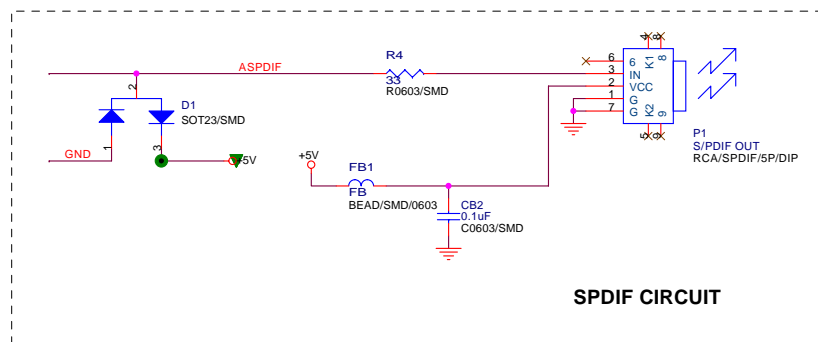 4 8
R4
ASPDIF
6 6 K1 8
33
3 IN
R0603/SMD
2 VCC
2
1 G
D1
7 G K2 9
SOT23/SMD
5 9
P1
1
3
S/PDIF OUT
GND
+5V
+5V
FB1
RCA/SPDIF/5P/DIP
FB
BEAD/SMD/0603
CB2
0.1uF
C0603/SMD
SPDIF CIRCUIT